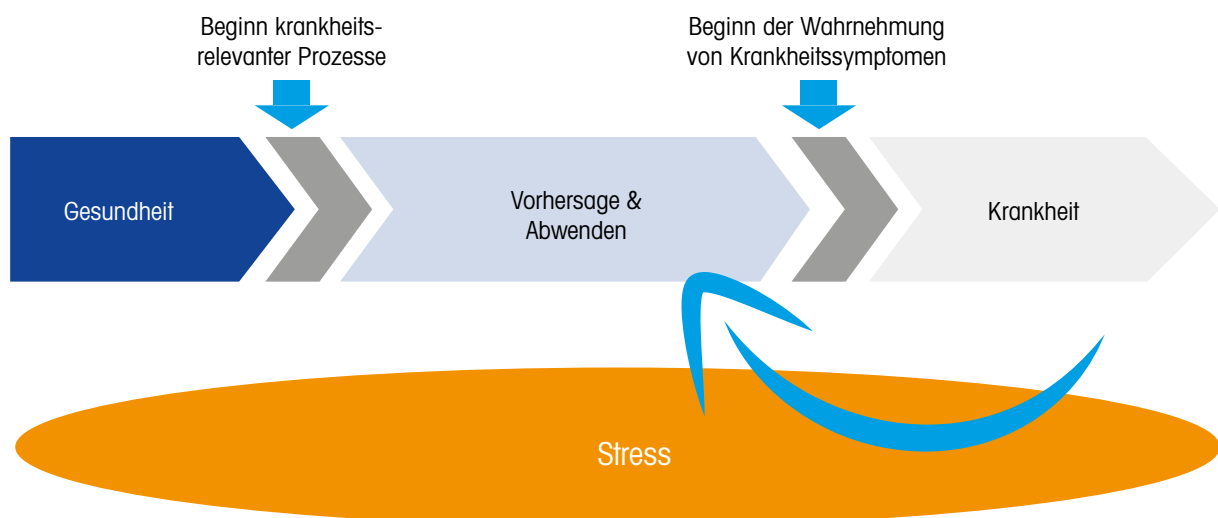 Beginn krankheits-
relevanter Prozesse
Beginn der Wahrnehmung
von Krankheitssymptomen
Gesundheit
Vorhersage &
Abwenden
Krankheit
Stress